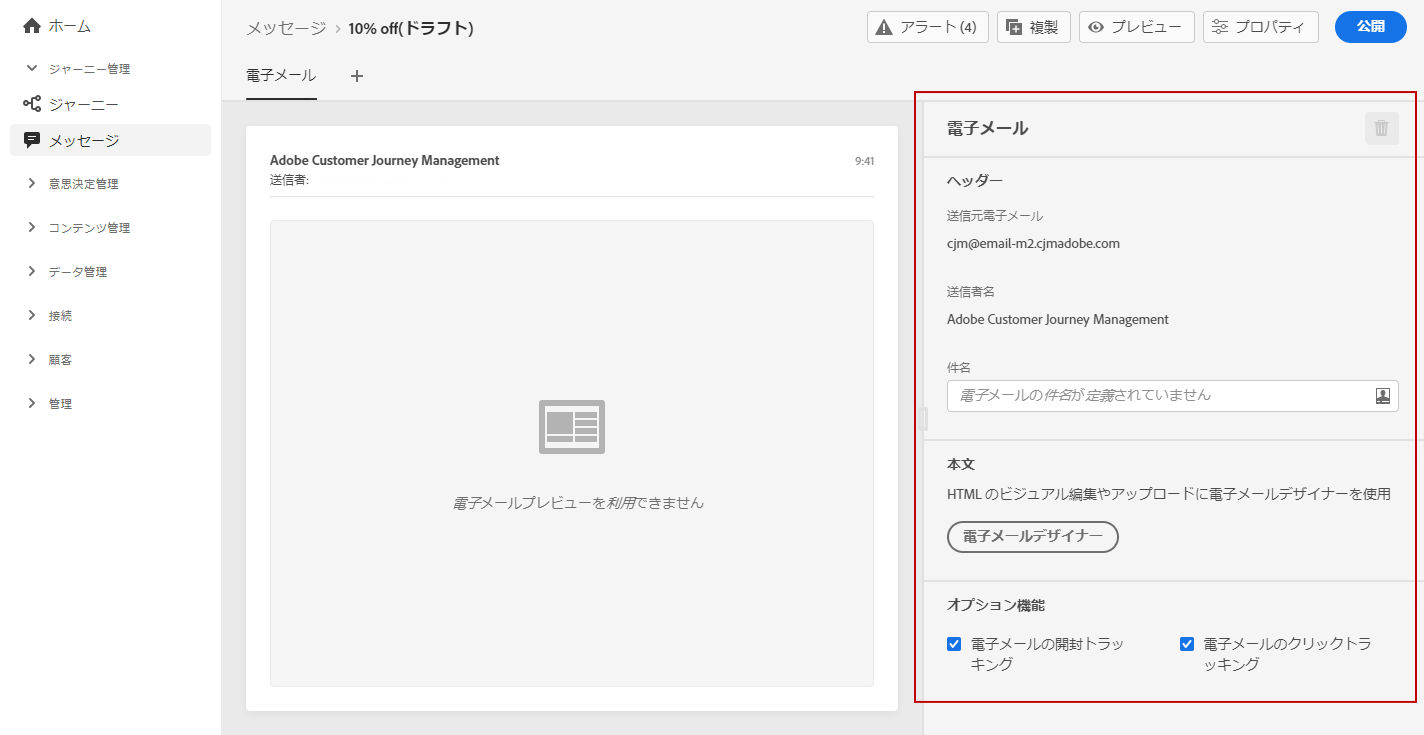 ホーム
ジャーニー管理
ジャーニー
メッセージ
意思決定管理
コンテンツ管理
データ管理
接続
顧客
管理
メッセージ › 10% off(ドラフト)
アラート (4)
複製
プレビュー
プロパティ
公開
電子メール
Adobe Customer Journey Management
9:41
送信者:
電子メールプレビューを利用できません
電子メール
ヘッダー
送信元電子メール
cjm@email-m2.cjmadobe.com
送信者名
Adobe Customer Journey Management
件名
電子メールの件名が定義されていません
本文
HTML のビジュアル編集やアップロードに電子メールデザイナーを使用
電子メールデザイナー
オプション機能
電子メールの開封トラッ
キング
電子メールのクリックトラ
ッキング